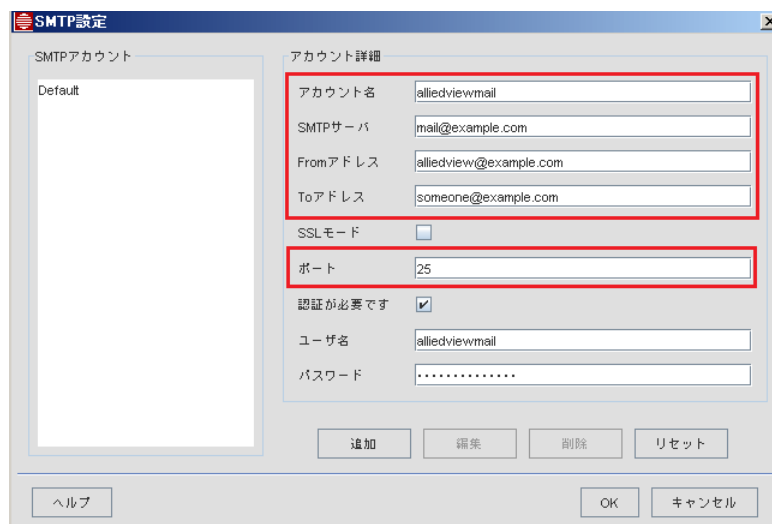 SMTP設定
SMTPアカウント
Default
アカウント詳細
アカウント名 alliedviewmail
SMTPサーバ mail@example.com
Fromアドレス alliedview@example.com
Toアドレス someone@example.com
SSLモード
ポート 25
認証が必要です
ユーザ名 alliedviewmail
パスワード ••••••••••••••
追加 編集 削除 リセット
ヘルプ OK キャンセル